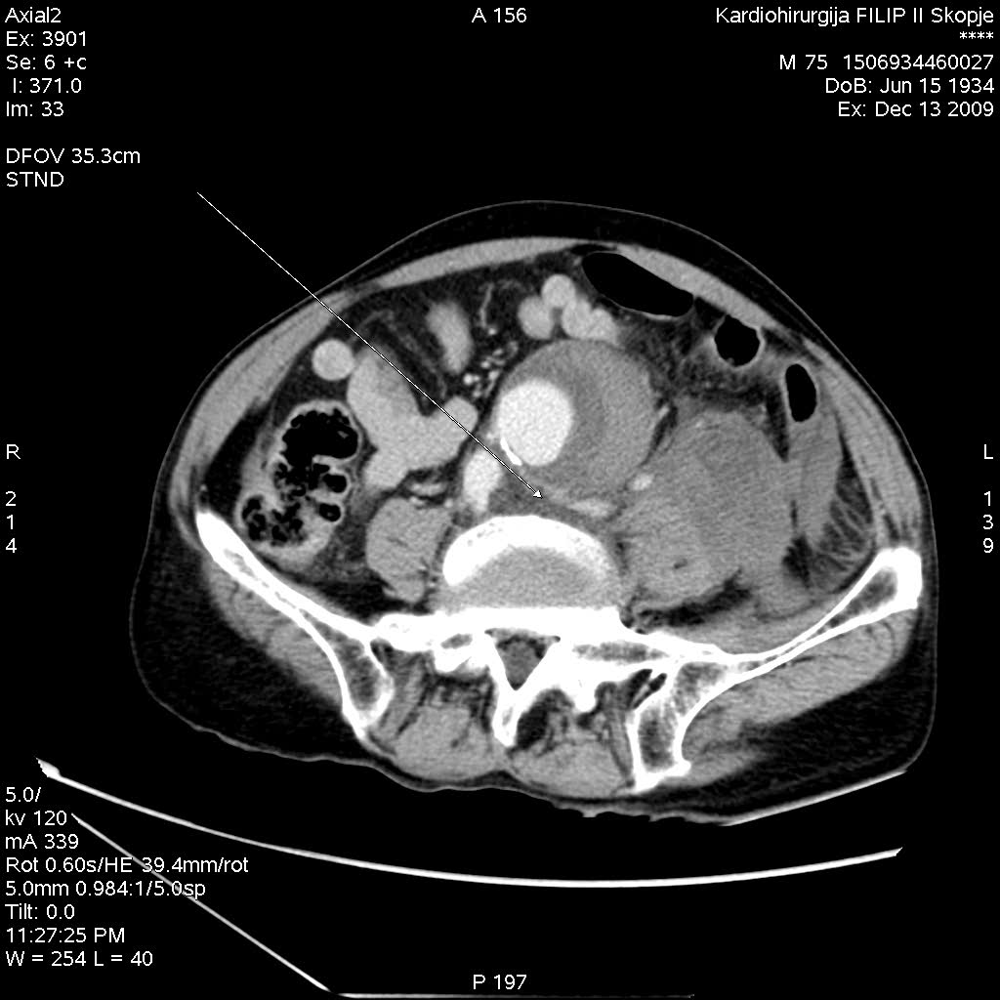 Axial2
Ex: 3901
Se: 6 +c
I: 371.0
Im: 33
DFOV 35.3cm
STND
A 156
Kardiohirurgija FILIP II Skopje
****
M 75 1506934460027
DoB: Jun 15 1934
Ex: Dec 13 2009
R
2
1
4
L
1
3
9
5.0/
kv 120
mA 339
Rot 0.60s/HE 39.4mm/rot
5.0mm 0.984:1/5.0sp
Tilt: 0.0
11:27:25 PM
W = 254 L = 40
P 197